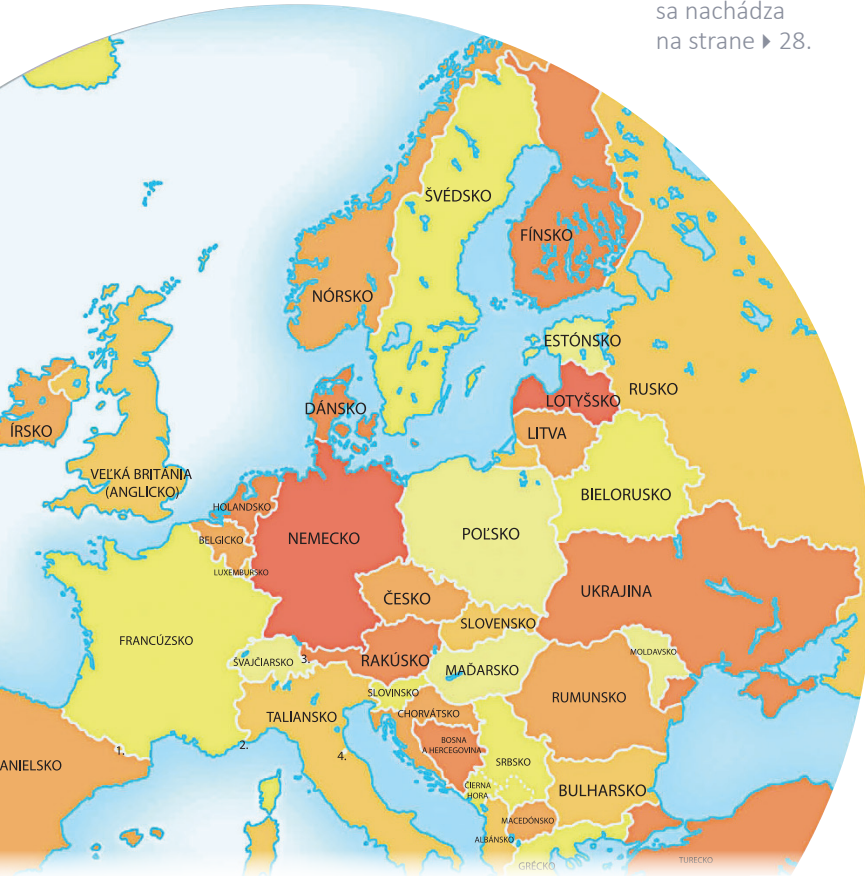 sa nachádza
na strane ▸ 28.
ŠVÉDSKO
FÍNSKO
NÓRSKO
ESTÓNSKO
RUSKO
LOTYŠSKO
DÁNSKO
ÍRSKO
LITVA
VEĽKÁ BRITÁNIA
(ANGLICKO)
BIELORUSKO
HOLANDSKO
BELGICKO
NEMECKO
POĽSKO
LUXEMBURSKO
UKRAJINA
ČESKO
SLOVENSKO
FRANCÚZSKO
MOLDAVSKO
ŠVAJČIARSKO
3.
RAKÚSKO
MAĎARSKO
SLOVINSKO
RUMUNSKO
TALIANSKO
CHORVÁTSKO
1.
2.
4.
BOSNA
A HERCEGOVINA
ANIELSKO
SRBSKO
ČIERNA
HORA
BULHARSKO
MACEDÓNSKO
ALBÁNSKO
GRÉCKO
TURECKO